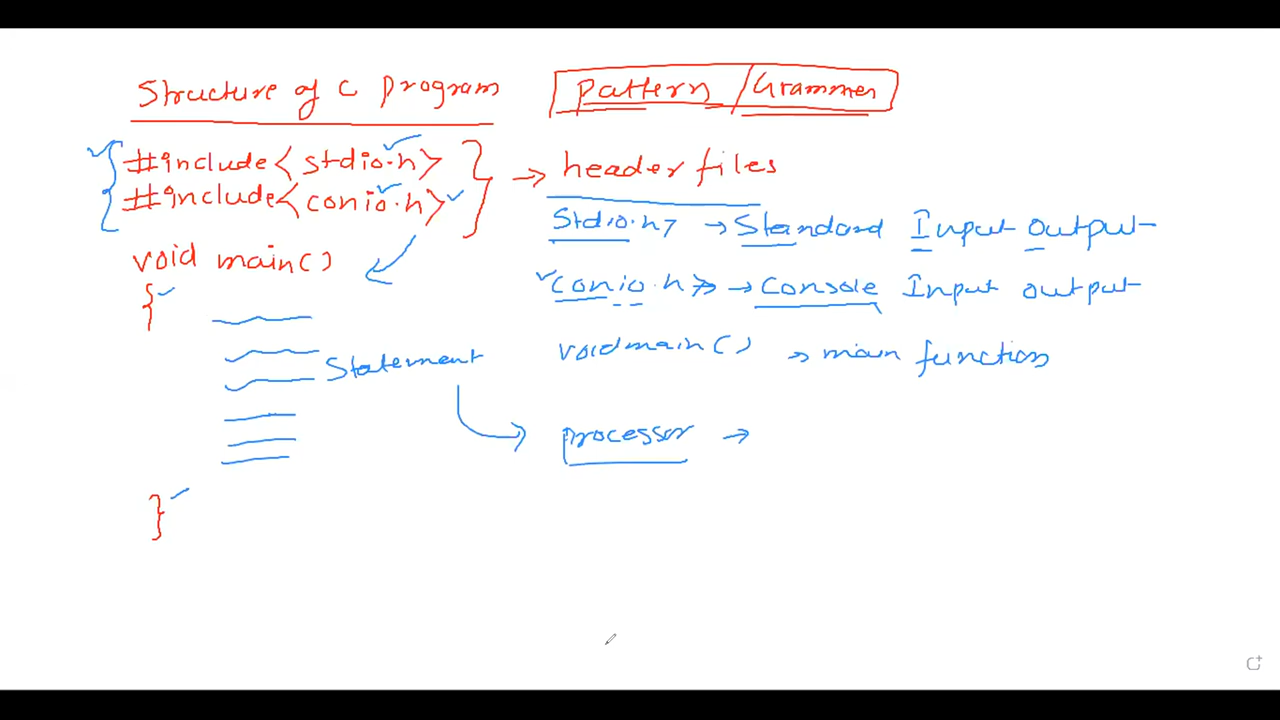 Structure of C program
Pattern / Grammer
#include<stdio.h>
#include<conio.h>
→ header files
Stdio.h> → Standard Input Output
void main()
conio.h> → Console Input Output
{
void main() → main function
Statement
processor →
}